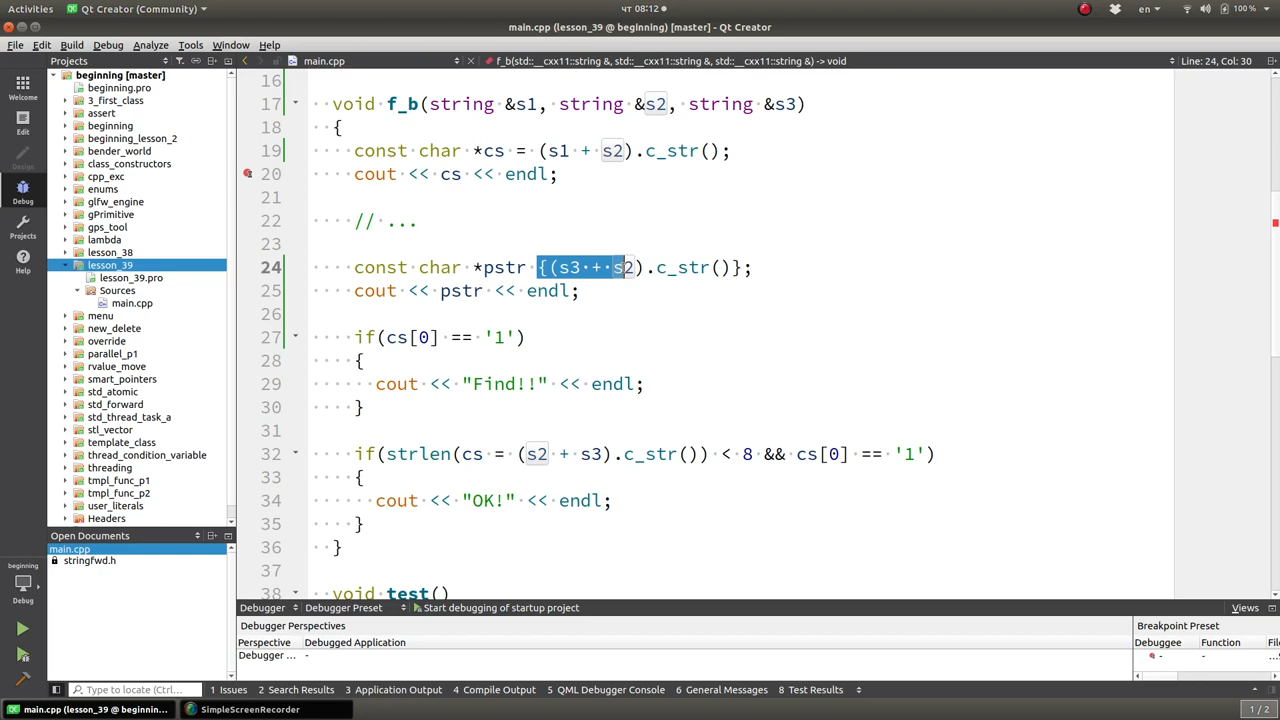 Activities Qt Creator (Community) чт 08:12 en 100 %
main.cpp (lesson_39 @ beginning) [master] - Qt Creator
File Edit Build Debug Analyze Tools Window Help
Projects main.cpp f_b(std::__cxx11::string &, std::__cxx11::string &, std::__cxx11::string &) -> void Line: 24, Col: 30
Welcome
Edit
Design
Debug
Projects
Help
beginning
Debug
beginning [master]
beginning.pro
3_first_class
assert
beginning
beginning_lesson_2
bender_world
class_constructors
cpp_exc
enums
glfw_engine
gPrimitive
gps_tool
lambda
lesson_38
lesson_39
lesson_39.pro
Sources
main.cpp
menu
new_delete
override
parallel_p1
rvalue_move
smart_pointers
std_atomic
std_forward
std_thread_task_a
stl_vector
template_class
thread_condition_variable
threading
tmpl_func_p1
tmpl_func_p2
user_literals
Headers
Open Documents
main.cpp
stringfwd.h
16
17 void f_b(string &s1, string &s2, string &s3)
18 {
19 const char *cs = (s1 + s2).c_str();
20 cout << cs << endl;
21
22 // ...
23
24 const char *pstr {(s3 + s2).c_str()};
25 cout << pstr << endl;
26
27 if(cs[0] == '1')
28 {
29 cout << "Find!!" << endl;
30 }
31
32 if(strlen(cs = (s2 + s3).c_str()) < 8 && cs[0] == '1')
33 {
34 cout << "OK!" << endl;
35 }
36 }
37
38 void test()
Debugger Debugger Preset Start debugging of startup project Views
Debugger Perspectives Breakpoint Preset
Perspective Debugged Application Debuggee Function File
Debugger ... - - - ...
Type to locate (Ctrl... 1 Issues 2 Search Results 3 Application Output 4 Compile Output 5 QML Debugger Console 6 General Messages 8 Test Results
main.cpp (lesson_39 @ beginning)... SimpleScreenRecorder 1 / 2